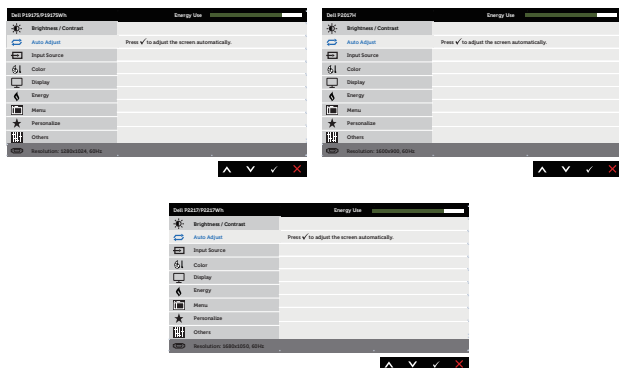 Dell P1917S/P1917SWh Energy Use
Brightness / Contrast
Auto Adjust Press ✓ to adjust the screen automatically.
Input Source
Color
Display
Energy
Menu
Personalize
Others
Resolution: 1280x1024, 60Hz
Dell P2017H Energy Use
Brightness / Contrast
Auto Adjust Press ✓ to adjust the screen automatically.
Input Source
Color
Display
Energy
Menu
Personalize
Others
Resolution: 1600x900, 60Hz
Dell P2217/P2217Wh Energy Use
Brightness / Contrast
Auto Adjust Press ✓ to adjust the screen automatically.
Input Source
Color
Display
Energy
Menu
Personalize
Others
Resolution: 1680x1050, 60Hz